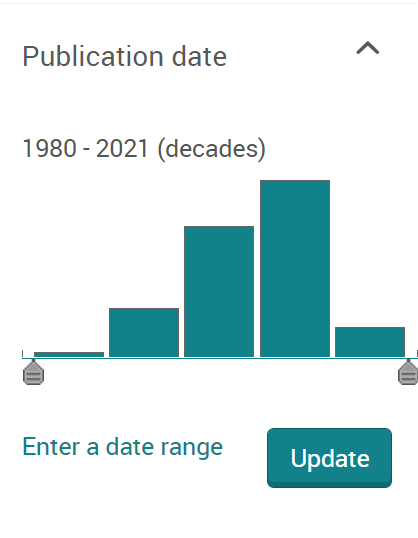 Publication date
1980 - 2021 (decades)
Enter a date range
Update